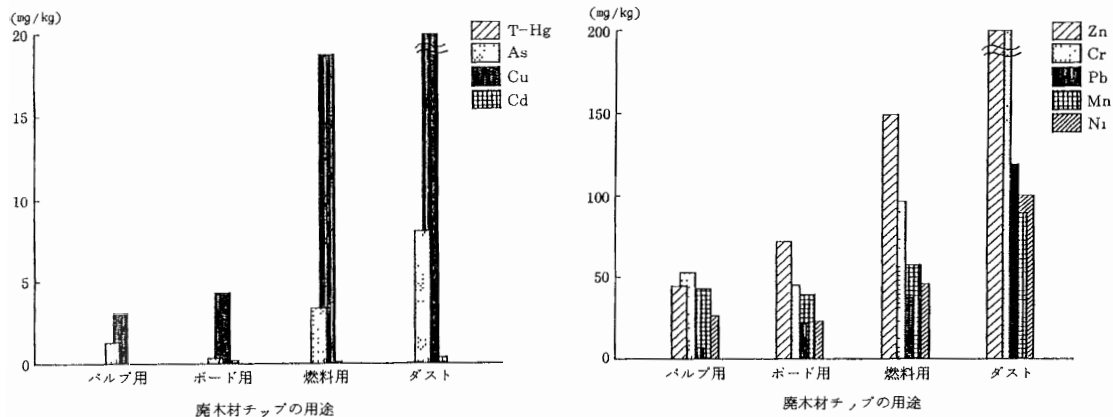 (mg/kg)
20
15
10
5
0
T-Hg
As
Cu
Cd
パルプ用
ボード用
燃料用
ダスト
廃木材チップの用途
(mg/kg)
200
150
100
50
0
Zn
Cr
Pb
Mn
Ni
パルプ用
ボード用
燃料用
ダスト
廃木材チップの用途